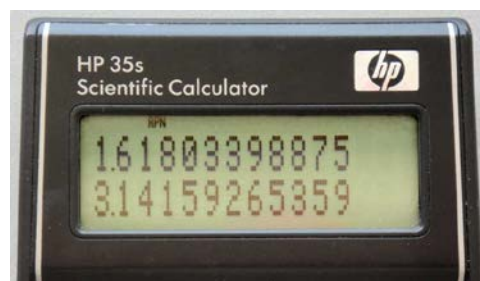 HP 35s
Scientific Calculator
hp
RPN
1.61803398875
3.14159265359